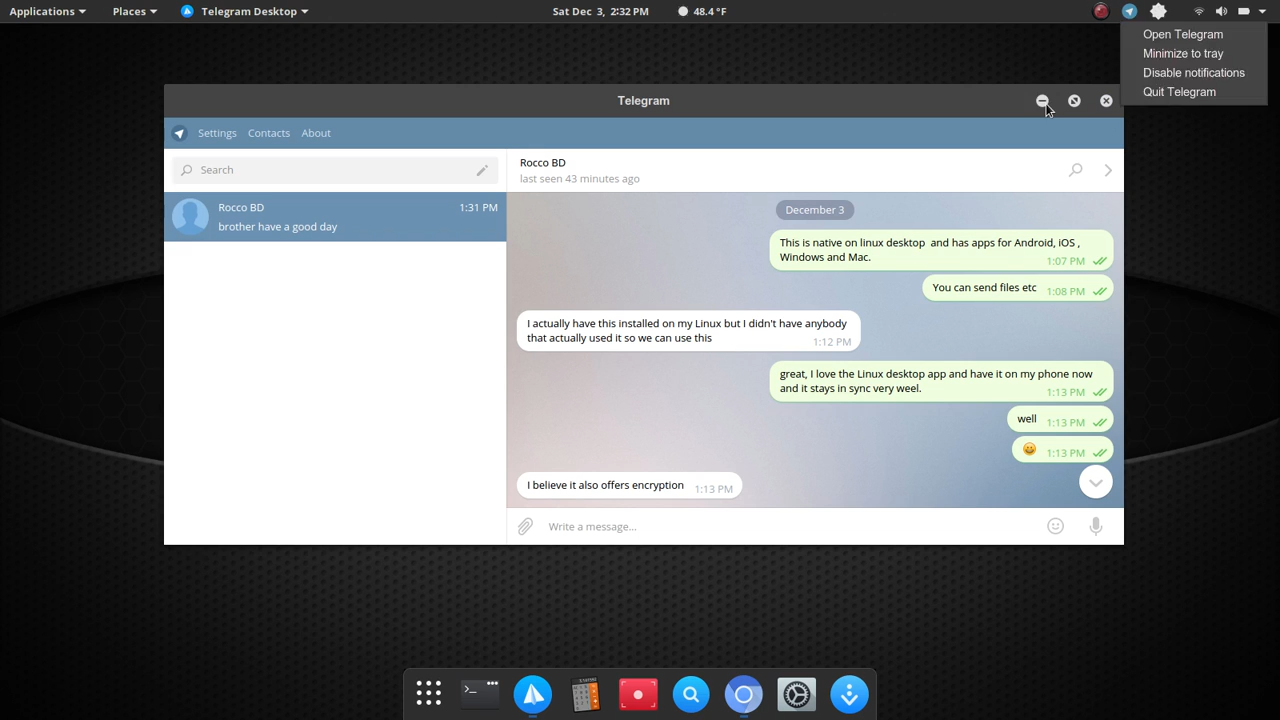 Applications Places Telegram Desktop Sat Dec 3, 2:32 PM 48.4 °F
Open Telegram
Minimize to tray
Disable notifications
Quit Telegram
Telegram
Settings Contacts About
Search
Rocco BD 1:31 PM
brother have a good day
Rocco BD
last seen 43 minutes ago
December 3
This is native on linux desktop and has apps for Android, iOS ,
Windows and Mac. 1:07 PM
You can send files etc 1:08 PM
I actually have this installed on my Linux but I didn't have anybody
that actually used it so we can use this 1:12 PM
great, I love the Linux desktop app and have it on my phone now
and it stays in sync very weel. 1:13 PM
well 1:13 PM
😀 1:13 PM
I believe it also offers encryption 1:13 PM
Write a message...